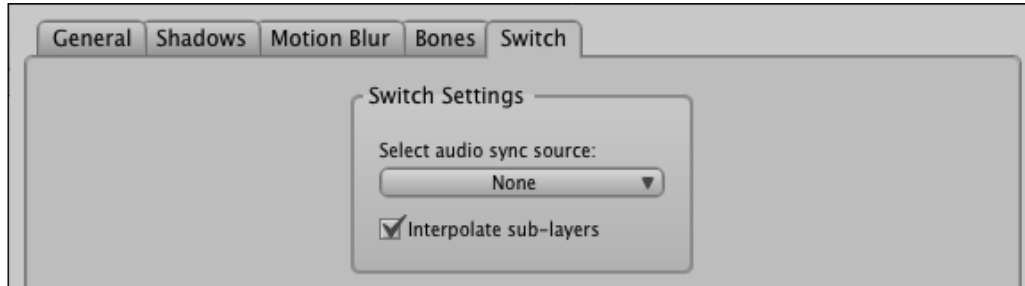 General Shadows Motion Blur Bones Switch
Switch Settings
Select audio sync source:
None
Interpolate sub-layers